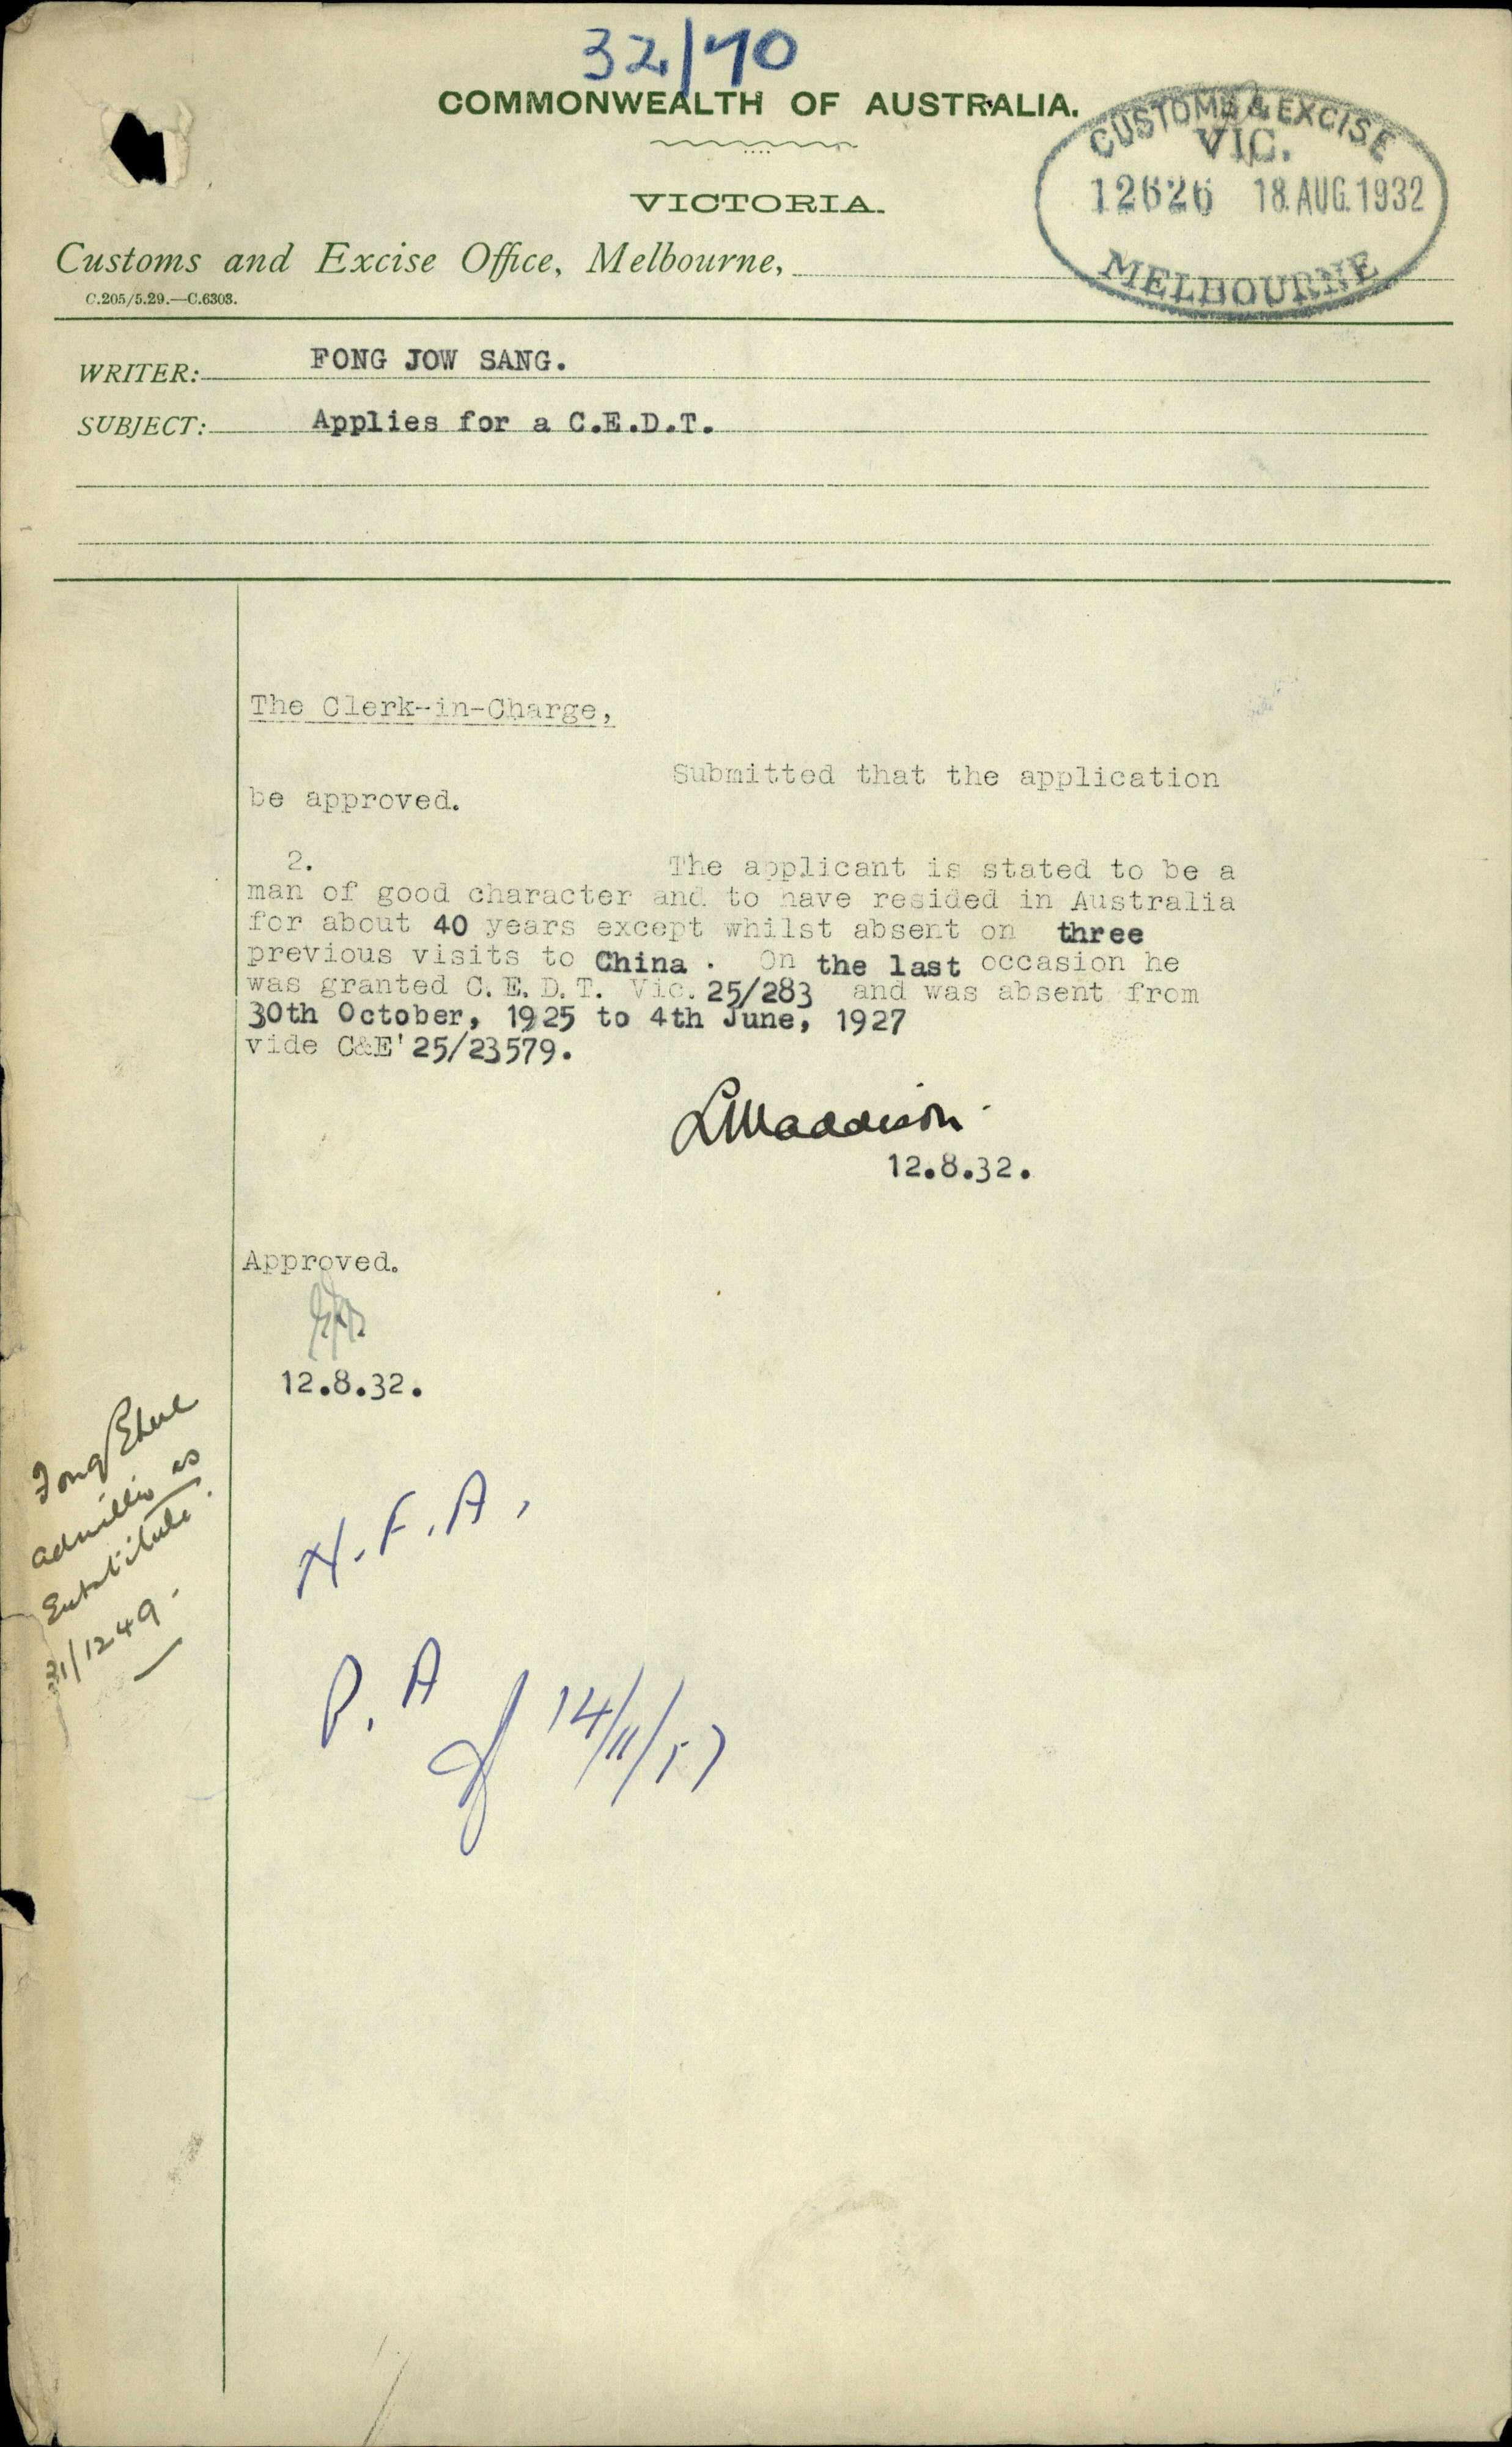 32/70
COMMONWEALTH OF AUSTRALIA.
CUSTOMS & EXCISE
VIC.
12626 18. AUG. 1932
MELBOURNE
VICTORIA.
Customs and Excise Office, Melbourne,
C.205/5.29.—C.6303.
WRITER: FONG JOW SANG.
SUBJECT: Applies for a C.E.D.T.
The Clerk-in-Charge,
Submitted that the application
be approved.
2. The applicant is stated to be a
man of good character and to have resided in Australia
for about 40 years except whilst absent on three
previous visits to China. On the last occasion he
was granted C.E.D.T. Vic. 25/283 and was absent from
30th October, 1925 to 4th June, 1927
vide C&E' 25/23579.
LMaddison
12.8.32.
Approved.
12.8.32.
Fong
as
31/1249.
N.F.A.
P.A
14/11/57